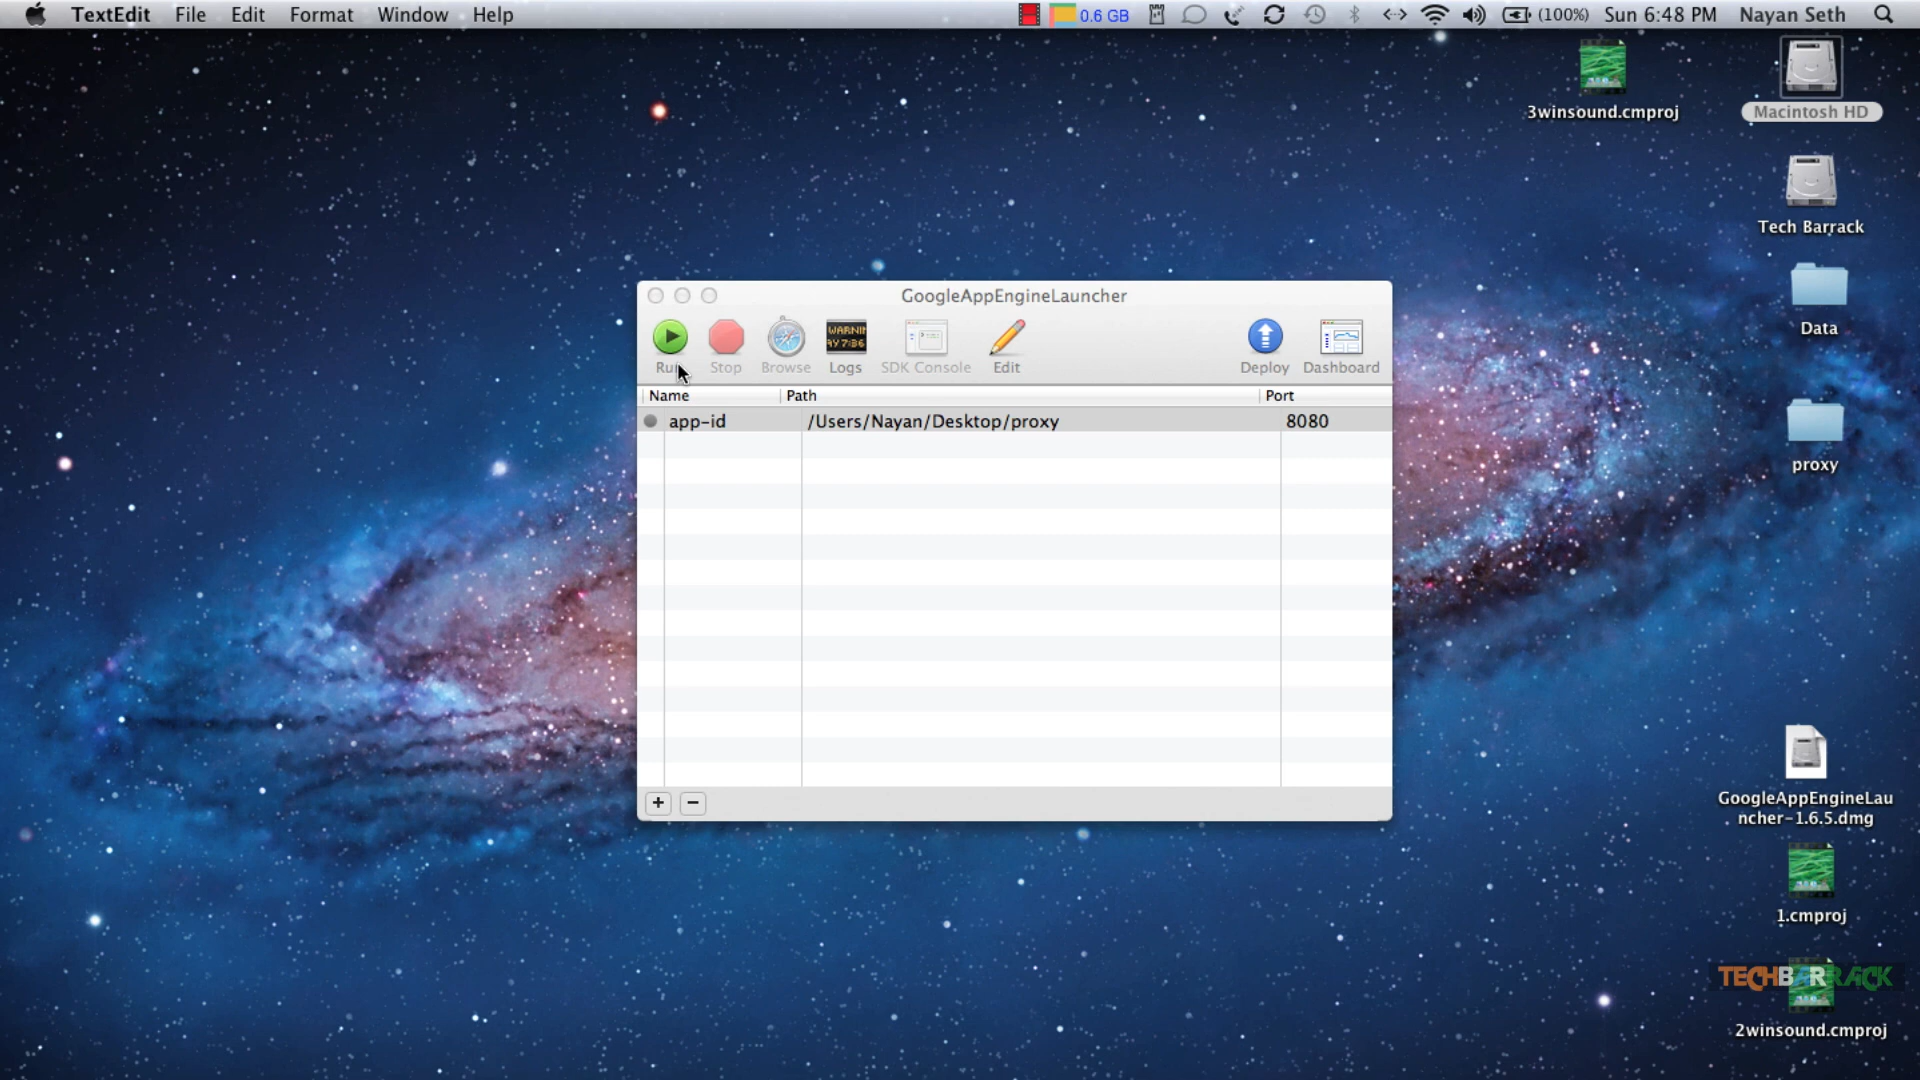 TextEdit File Edit Format Window Help 0.6 GB (100%) Sun 6:48 PM Nayan Seth
3winsound.cmproj
Macintosh HD
Tech Barrack
Data
proxy
GoogleAppEngineLauncher
WARNIN
Stop Browse Logs SDK Console Edit Deploy Dashboard
Name Path Port
app-id /Users/Nayan/Desktop/proxy 8080
+ −
GoogleAppEngineLau
ncher-1.6.5.dmg
1.cmproj
TECHBARRACK
2winsound.cmproj